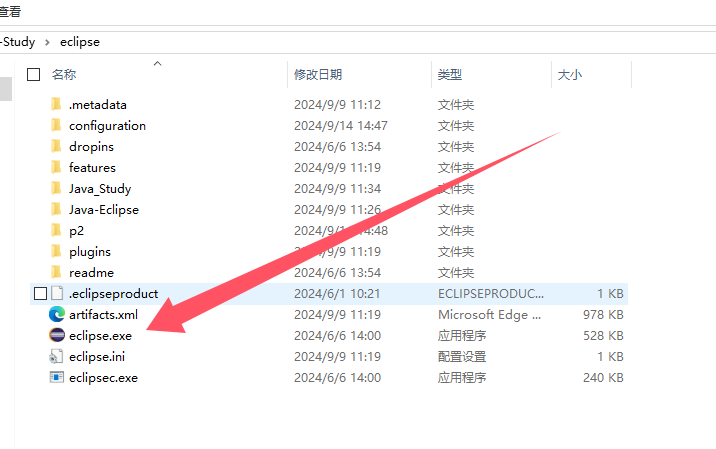 查看
-Study › eclipse
名称 修改日期 类型 大小
.metadata 2024/9/9 11:12 文件夹
configuration 2024/9/14 14:47 文件夹
dropins 2024/6/6 13:54 文件夹
features 2024/9/9 11:19 文件夹
Java_Study 2024/9/9 11:34 文件夹
Java-Eclipse 2024/9/9 11:26 文件夹
p2 文件夹
plugins 2024/9/9 11:19 文件夹
readme 2024/6/6 13:54 文件夹
.eclipseproduct 2024/6/1 10:21 ECLIPSEPRODUC... 1 KB
artifacts.xml 2024/9/9 11:19 Microsoft Edge ... 978 KB
eclipse.exe 2024/6/6 14:00 应用程序 528 KB
eclipse.ini 2024/9/9 11:19 配置设置 1 KB
eclipsec.exe 2024/6/6 14:00 应用程序 240 KB